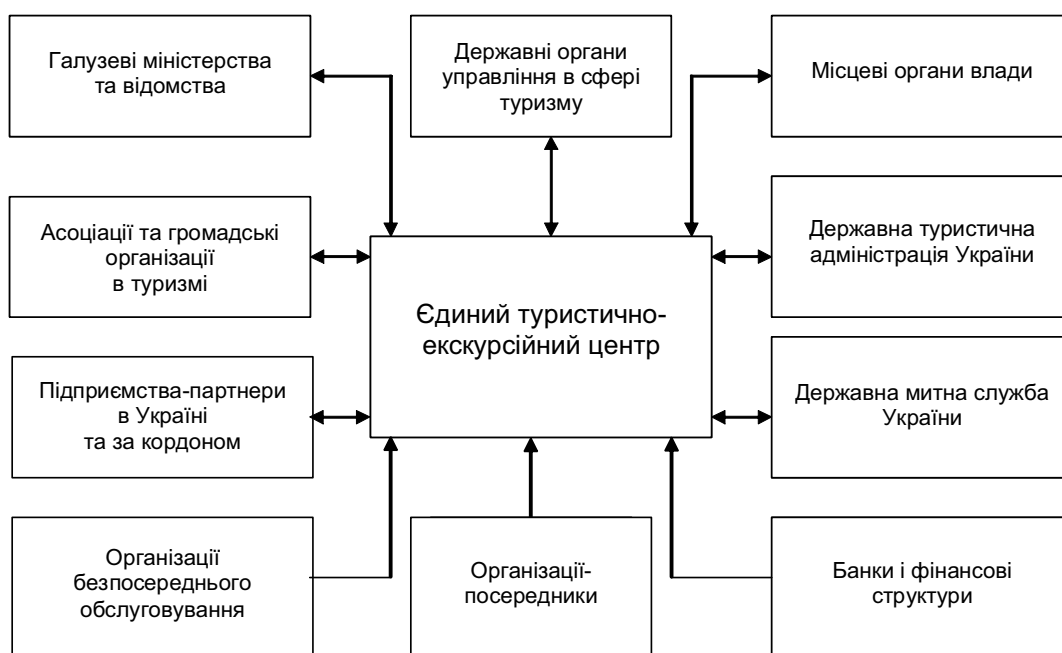 Галузеві міністерства
та відомства
Державні органи
управління в сфері
туризму
Місцеві органи влади
Асоціації та громадські
організації
в туризмі
Державна туристична
адміністрація України
Єдиний туристично-
екскурсійний центр
Підприємства-партнери
в Україні
та за кордоном
Державна митна служба
України
Організації
безпосереднього
обслуговування
Організації-
посередники
Банки і фінансові
структури